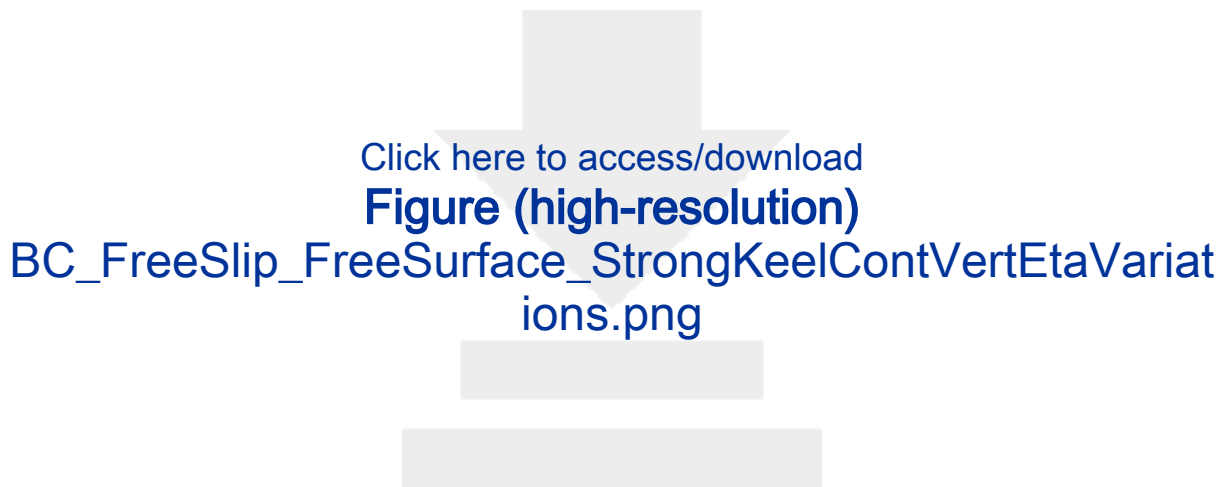 Click here to access/download
Figure (high-resolution)
BC_FreeSlip_FreeSurface_StrongKeelContVertEtaVariat
ions.png